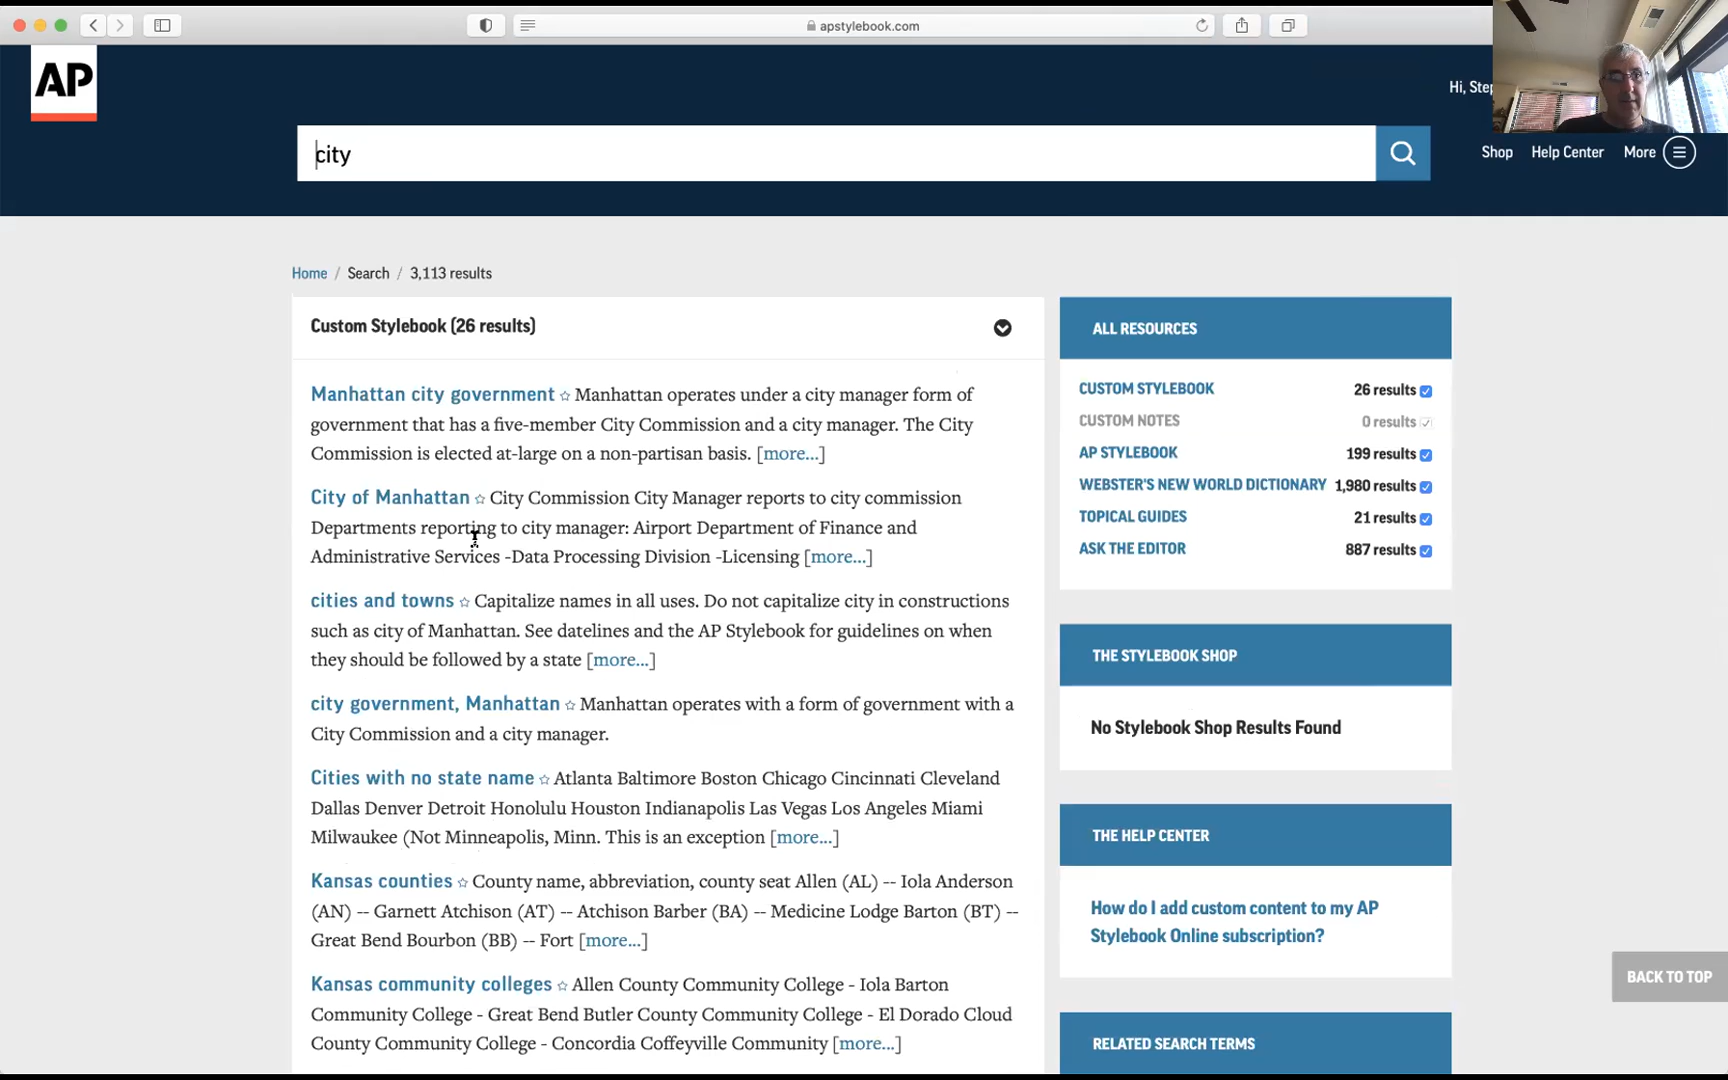 apstylebook.com
AP
Hi, Step
city
Shop Help Center More
Home / Search / 3,113 results
Custom Stylebook (26 results)
Manhattan city government ☆ Manhattan operates under a city manager form of
government that has a five-member City Commission and a city manager. The City
Commission is elected at-large on a non-partisan basis. [more...]
City of Manhattan ☆ City Commission City Manager reports to city commission
Departments reporting to city manager: Airport Department of Finance and
Administrative Services -Data Processing Division -Licensing [more...]
cities and towns ☆ Capitalize names in all uses. Do not capitalize city in constructions
such as city of Manhattan. See datelines and the AP Stylebook for guidelines on when
they should be followed by a state [more...]
city government, Manhattan ☆ Manhattan operates with a form of government with a
City Commission and a city manager.
Cities with no state name ☆ Atlanta Baltimore Boston Chicago Cincinnati Cleveland
Dallas Denver Detroit Honolulu Houston Indianapolis Las Vegas Los Angeles Miami
Milwaukee (Not Minneapolis, Minn. This is an exception [more...]
Kansas counties ☆ County name, abbreviation, county seat Allen (AL) -- Iola Anderson
(AN) -- Garnett Atchison (AT) -- Atchison Barber (BA) -- Medicine Lodge Barton (BT) --
Great Bend Bourbon (BB) -- Fort [more...]
Kansas community colleges ☆ Allen County Community College - Iola Barton
Community College - Great Bend Butler County Community College - El Dorado Cloud
County Community College - Concordia Coffeyville Community [more...]
ALL RESOURCES
CUSTOM STYLEBOOK 26 results
CUSTOM NOTES 0 results
AP STYLEBOOK 199 results
WEBSTER'S NEW WORLD DICTIONARY 1,980 results
TOPICAL GUIDES 21 results
ASK THE EDITOR 887 results
THE STYLEBOOK SHOP
No Stylebook Shop Results Found
THE HELP CENTER
How do I add custom content to my AP
Stylebook Online subscription?
BACK TO TOP
RELATED SEARCH TERMS